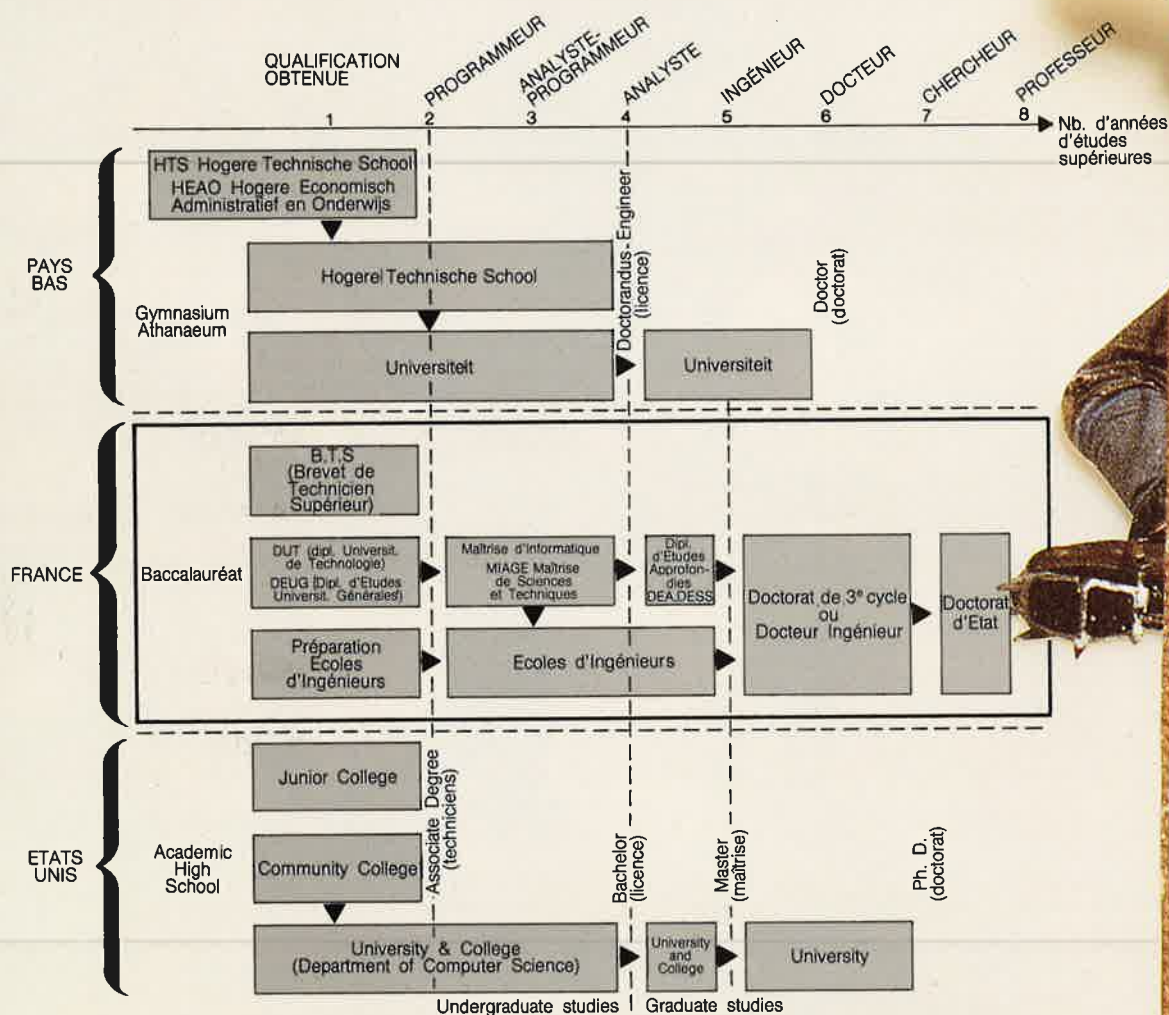 QUALIFICATION
OBTENUE
PROGRAMMEUR
ANALYSTE-
PROGRAMMEUR
ANALYSTE
INGÉNIEUR
DOCTEUR
CHERCHEUR
PROFESSEUR
1 2 3 4 5 6 7 8
Nb. d'années
d'études
supérieures
PAYS
BAS
Gymnasium
Athanaeum
HTS Hogere Technische School
HEAO Hogere Economisch
Administratief en Onderwijs
Hogerel Technische School
Universiteit
Doctorandus - Engineer
(licence)
Universiteit
Doctor
(doctorat)
FRANCE
Baccalauréat
B.T.S
(Brevet de
Technicien
Supérieur)
DUT (dipl. Universit.
de Technologie)
DEUG (Dipl. d'Etudes
Universit. Générales)
Maîtrise d'Informatique
MIAGE Maîtrise
de Sciences
et Techniques
Dipl.
d'Etudes
Approfon-
dies
DEA.DESS
Préparation
Ecoles
d'Ingénieurs
Ecoles d'Ingénieurs
Doctorat de 3e cycle
ou
Docteur Ingénieur
Doctorat
d'Etat
ETATS
UNIS
Academic
High
School
Junior College
Community College
Associate Degree
(techniciens)
University & College
(Department of Computer Science)
Bachelor
(licence)
University
and
College
Master
(maîtrise)
University
Ph. D.
(doctorat)
Undergraduate studies
Graduate studies